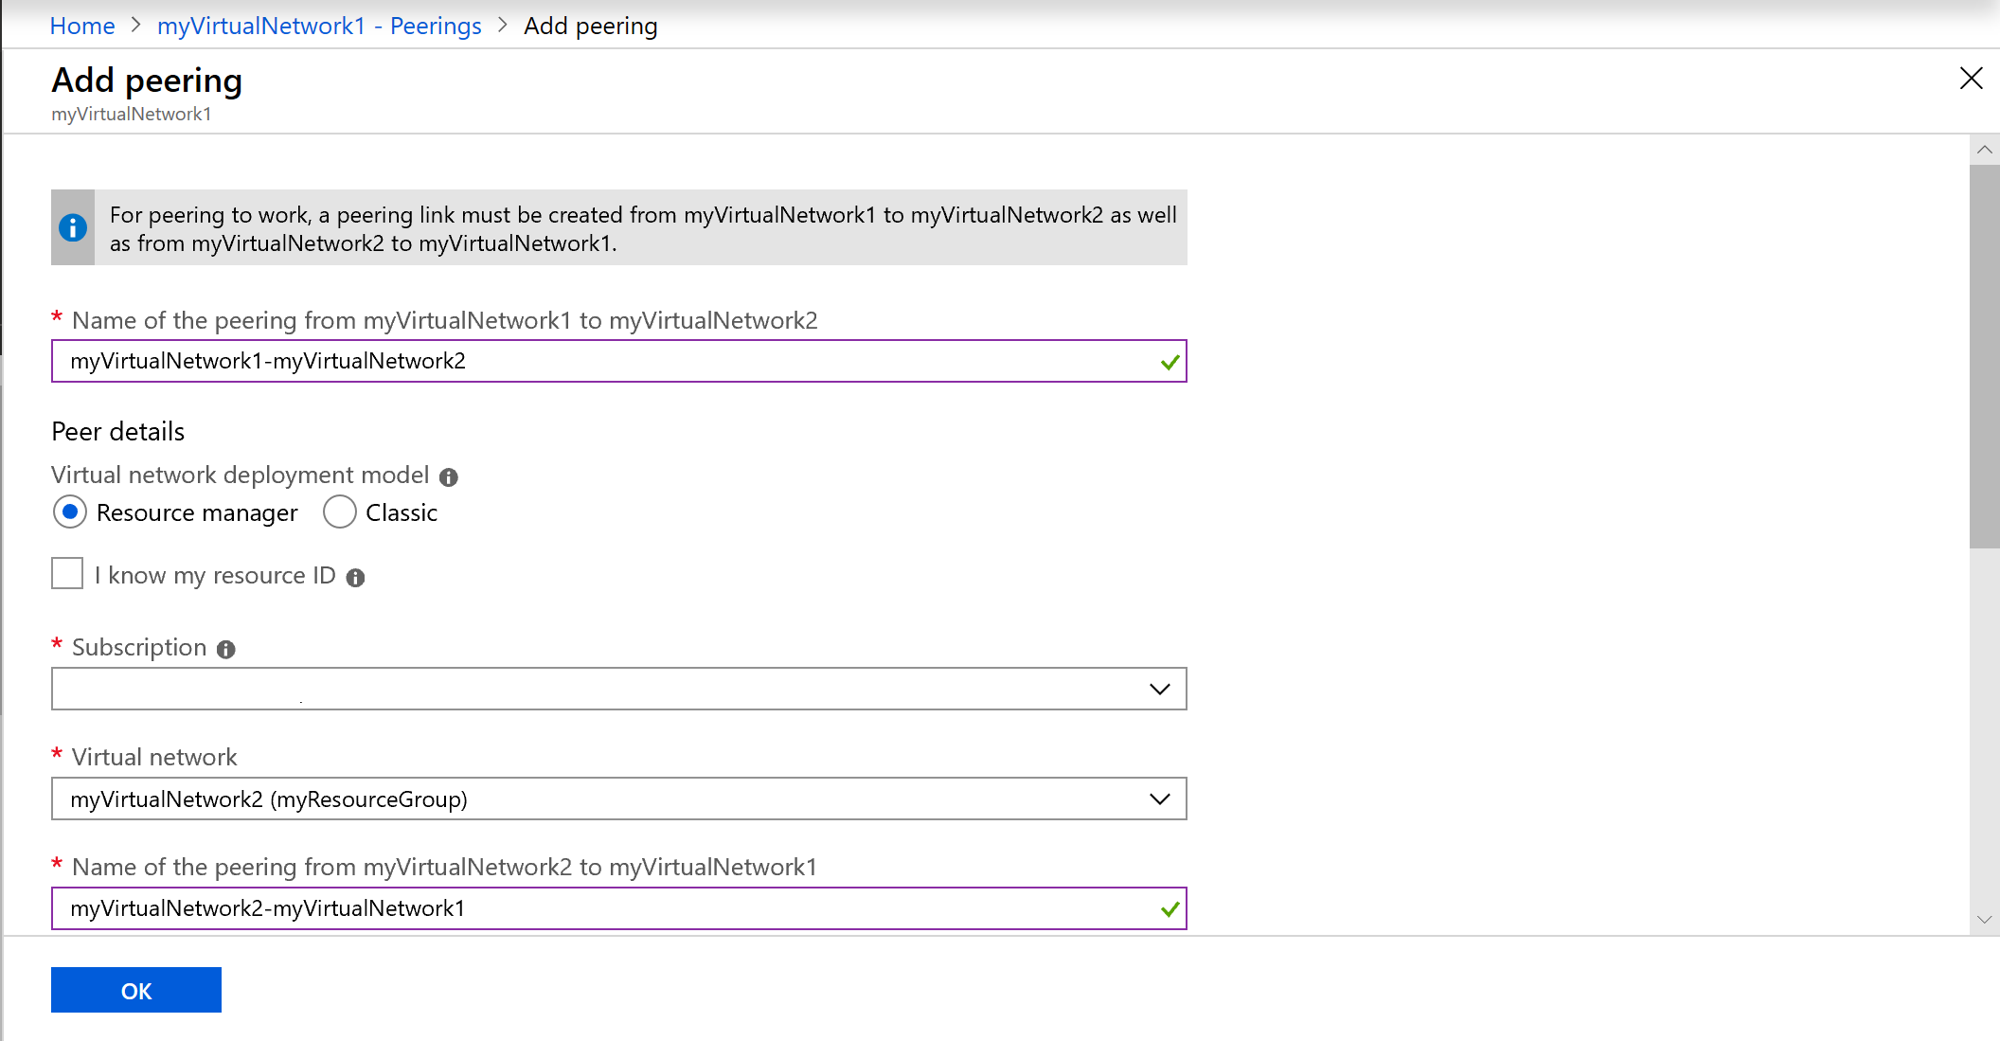 Home > myVirtualNetwork1 - Peerings > Add peering
Add peering
myVirtualNetwork1
For peering to work, a peering link must be created from myVirtualNetwork1 to myVirtualNetwork2 as well
as from myVirtualNetwork2 to myVirtualNetwork1.
* Name of the peering from myVirtualNetwork1 to myVirtualNetwork2
myVirtualNetwork1-myVirtualNetwork2
Peer details
Virtual network deployment model
Resource manager Classic
I know my resource ID
* Subscription
* Virtual network
myVirtualNetwork2 (myResourceGroup)
* Name of the peering from myVirtualNetwork2 to myVirtualNetwork1
myVirtualNetwork2-myVirtualNetwork1
OK